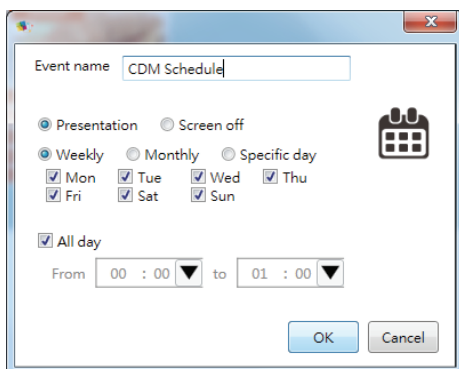 Event name CDM Schedule
Presentation Screen off
Weekly Monthly Specific day
Mon Tue Wed Thu
Fri Sat Sun
All day
From 00 : 00 to 01 : 00
OK Cancel